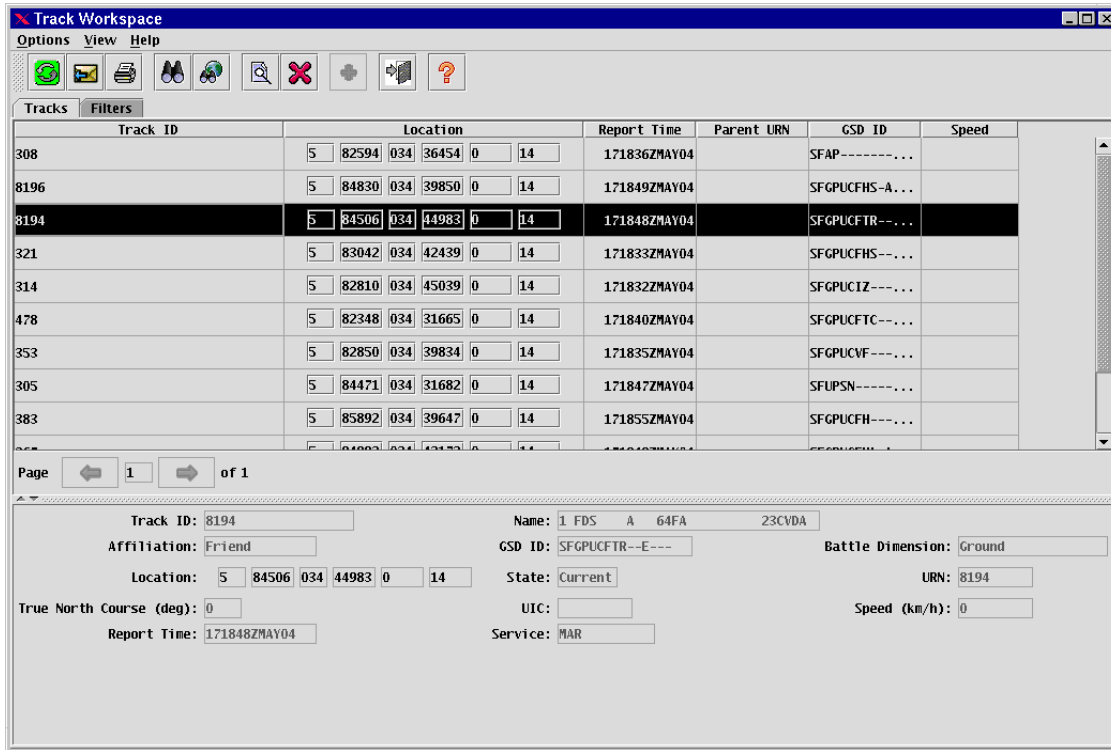 Track Workspace
Options View Help
Tracks Filters
Track ID Location Report Time Parent URN GSD ID Speed
308 5 82594 034 36454 0 14 171836ZMAY04 SFAP-------...
8196 5 84830 034 39850 0 14 171849ZMAY04 SFGPUCFHS-A...
8194 5 84506 034 44983 0 14 171848ZMAY04 SFGPUCFTR--...
321 5 83042 034 42439 0 14 171833ZMAY04 SFGPUCFHS--...
314 5 82810 034 45039 0 14 171832ZMAY04 SFGPUCIZ---...
478 5 82348 034 31665 0 14 171840ZMAY04 SFGPUCFTC--...
353 5 82850 034 39834 0 14 171835ZMAY04 SFGPUCVF---...
305 5 84471 034 31682 0 14 171847ZMAY04 SFUPSN-----...
383 5 85892 034 39647 0 14 171855ZMAY04 SFGPUCFH---...
Page 1 of 1
Track ID: 8194 Name: 1 FDS A 64FA 23CVDA
Affiliation: Friend GSD ID: SFGPUCFTR--E--- Battle Dimension: Ground
Location: 5 84506 034 44983 0 14 State: Current URN: 8194
True North Course (deg): 0 UIC: Speed (km/h): 0
Report Time: 171848ZMAY04 Service: MAR